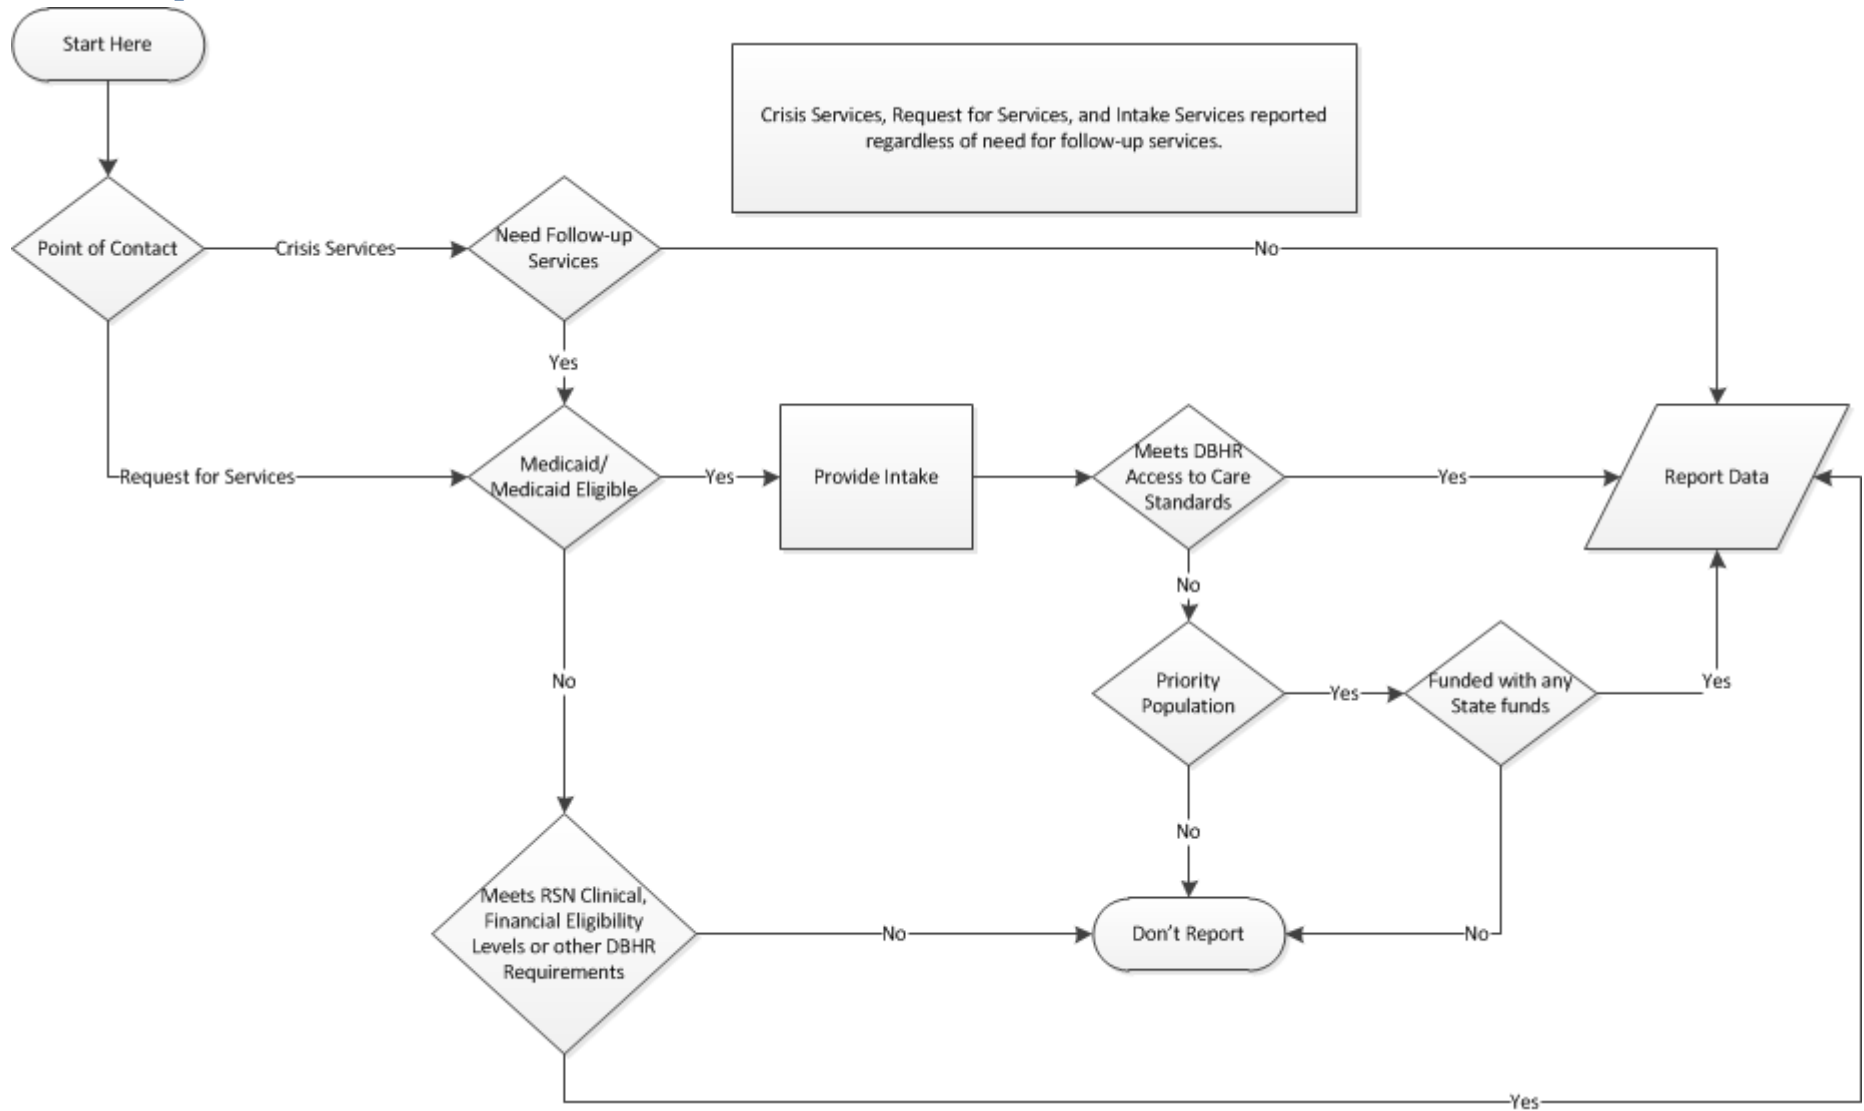 Start Here
Crisis Services, Request for Services, and Intake Services reported
regardless of need for follow-up services.
Point of Contact
Crisis Services
Need Follow-up
Services
No
Yes
Request for Services
Medicaid/
Medicaid Eligible
Yes
Provide Intake
Meets DBHR
Access to Care
Standards
Yes
Report Data
No
No
Priority
Population
Yes
Funded with any
State funds
Yes
No
Meets RSN Clinical,
Financial Eligibility
Levels or other DBHR
Requirements
No
Don't Report
No
Yes